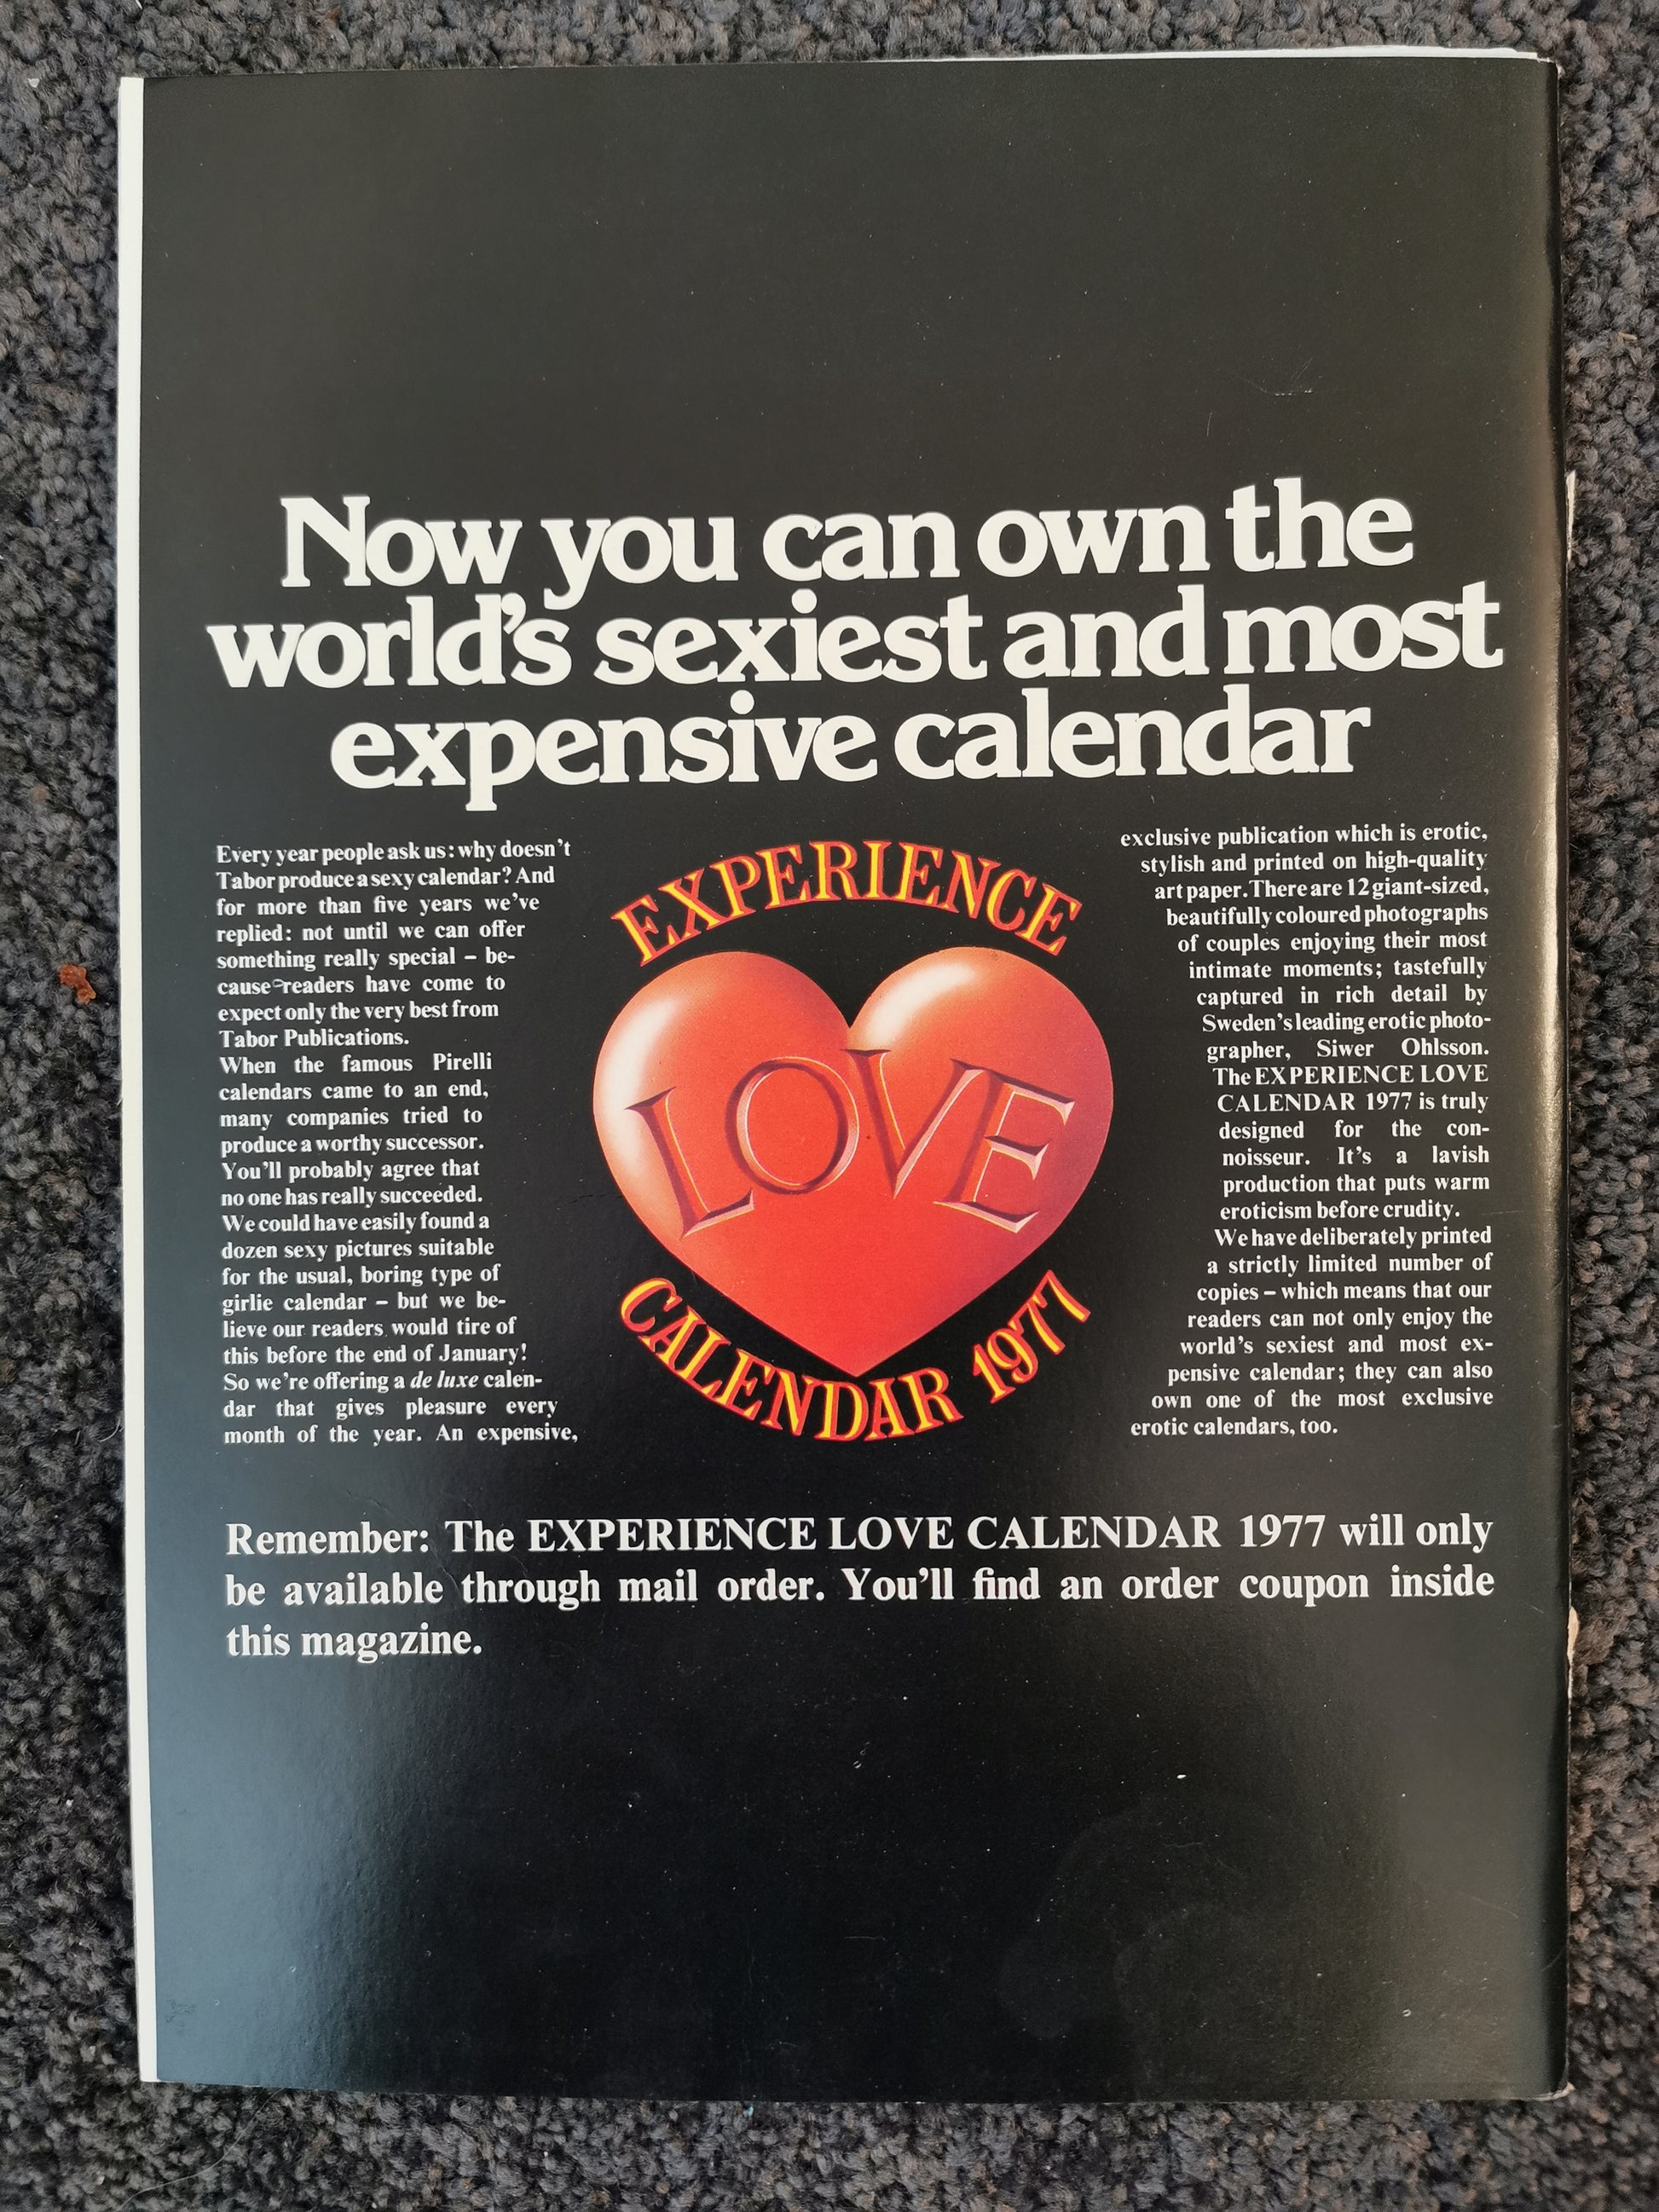 Now you can own the
world's sexiest and most
expensive calendar
Every year people ask us: why doesn't
Tabor produce a sexy calendar? And
for more than five years we've
replied: not until we can offer
something really special – be-
cause readers have come to
expect only the very best from
Tabor Publications.
When the famous Pirelli
calendars came to an end,
many companies tried to
produce a worthy successor.
You'll probably agree that
no one has really succeeded.
We could have easily found a
dozen sexy pictures suitable
for the usual, boring type of
girlie calendar – but we be-
lieve our readers would tire of
this before the end of January!
So we're offering a de luxe calen-
dar that gives pleasure every
month of the year. An expensive,
EXPERIENCE
LOVE
CALENDAR 1977
exclusive publication which is erotic,
stylish and printed on high-quality
art paper. There are 12 giant-sized,
beautifully coloured photographs
of couples enjoying their most
intimate moments; tastefully
captured in rich detail by
Sweden's leading erotic photo-
grapher, Siwer Ohlsson.
The EXPERIENCE LOVE
CALENDAR 1977 is truly
designed for the con-
noisseur. It's a lavish
production that puts warm
eroticism before crudity.
We have deliberately printed
a strictly limited number of
copies – which means that our
readers can not only enjoy the
world's sexiest and most ex-
pensive calendar; they can also
own one of the most exclusive
erotic calendars, too.
Remember: The EXPERIENCE LOVE CALENDAR 1977 will only
be available through mail order. You'll find an order coupon inside
this magazine.